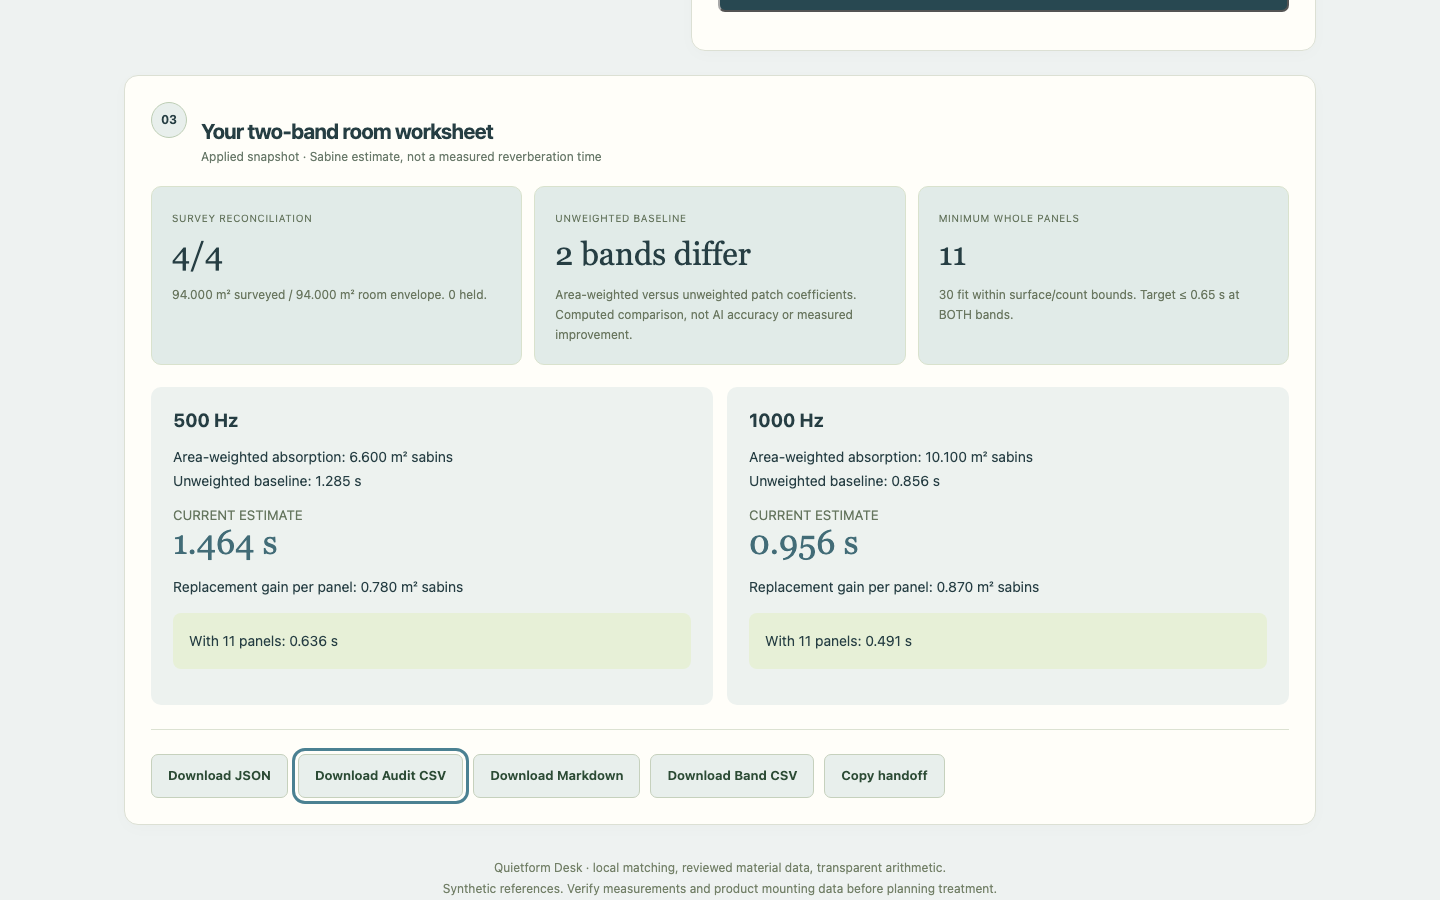 03
Your two-band room worksheet
Applied snapshot · Sabine estimate, not a measured reverberation time
SURVEY RECONCILIATION
4/4
94.000 m² surveyed / 94.000 m² room envelope. 0 held.
UNWEIGHTED BASELINE
2 bands differ
Area-weighted versus unweighted patch coefficients.
Computed comparison, not AI accuracy or measured
improvement.
MINIMUM WHOLE PANELS
11
30 fit within surface/count bounds. Target ≤ 0.65 s at
BOTH bands.
500 Hz
Area-weighted absorption: 6.600 m² sabins
Unweighted baseline: 1.285 s
CURRENT ESTIMATE
1.464 s
Replacement gain per panel: 0.780 m² sabins
With 11 panels: 0.636 s
1000 Hz
Area-weighted absorption: 10.100 m² sabins
Unweighted baseline: 0.856 s
CURRENT ESTIMATE
0.956 s
Replacement gain per panel: 0.870 m² sabins
With 11 panels: 0.491 s
Download JSON
Download Audit CSV
Download Markdown
Download Band CSV
Copy handoff
Quietform Desk · local matching, reviewed material data, transparent arithmetic.
Synthetic references. Verify measurements and product mounting data before planning treatment.